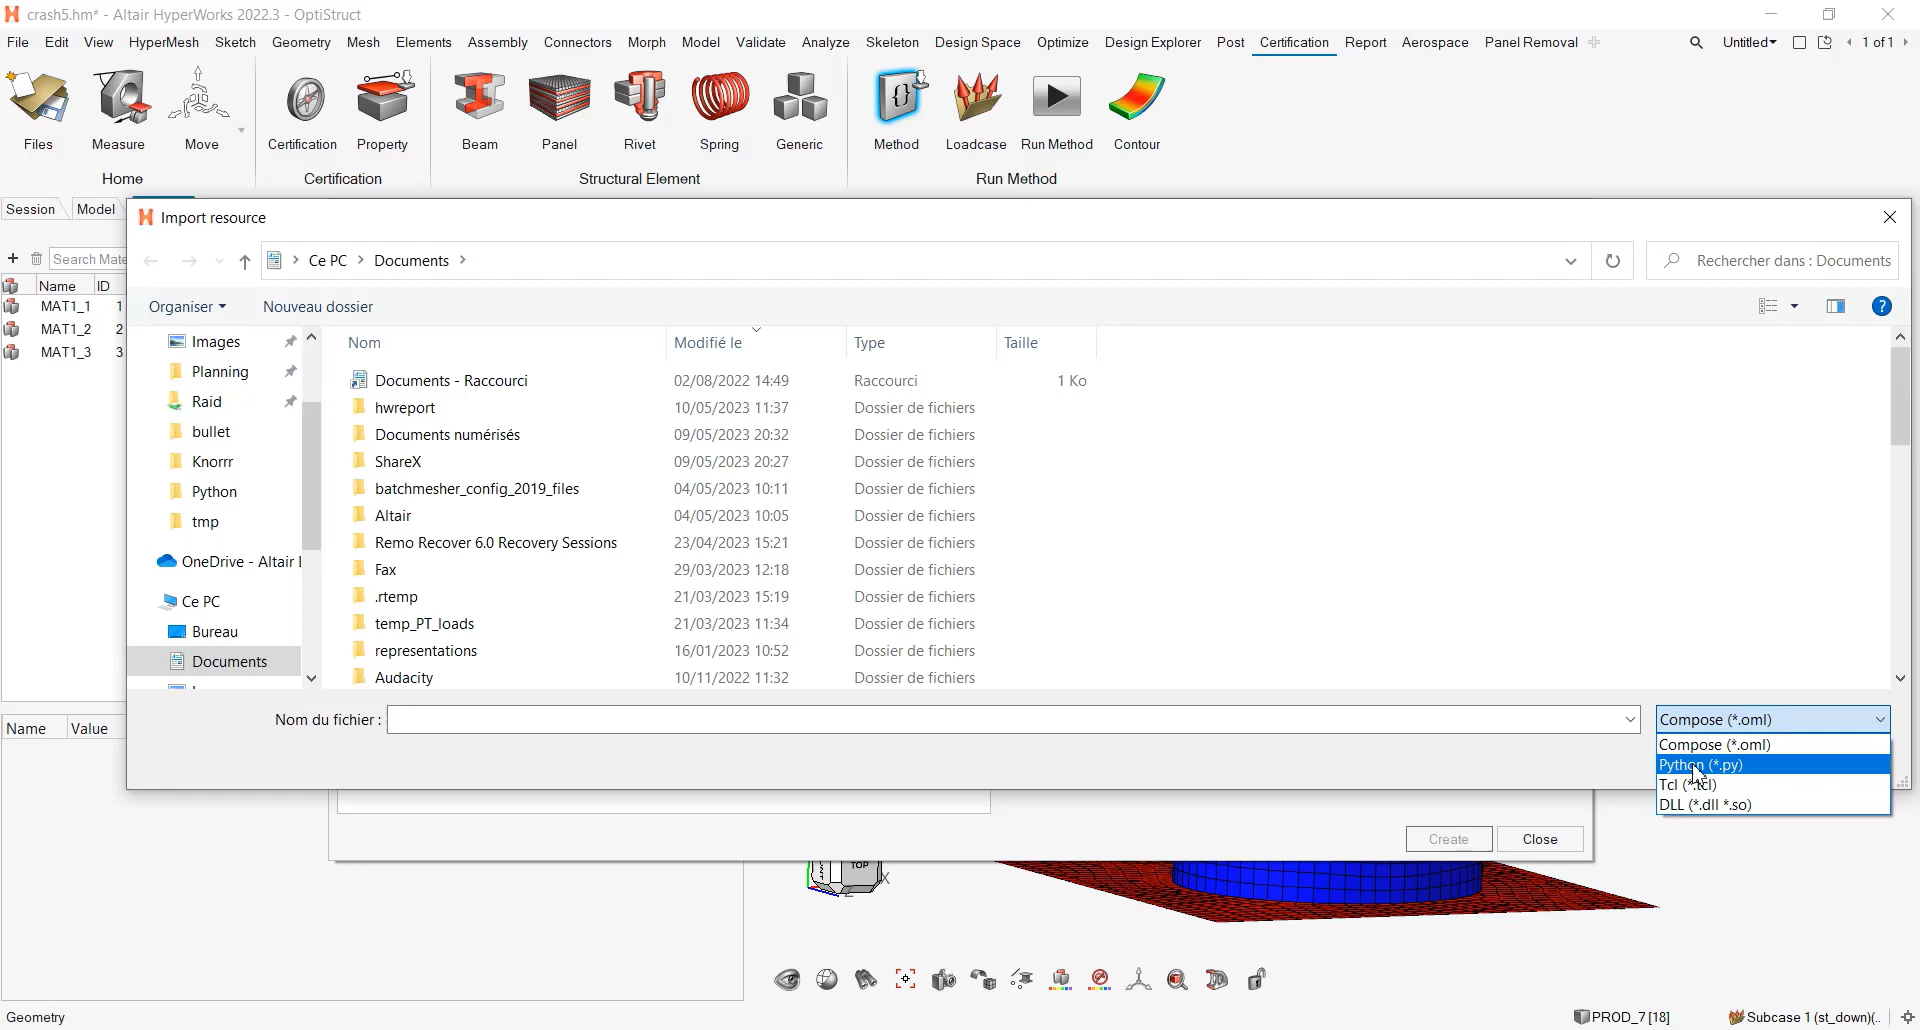 crash5.hm* - Altair HyperWorks 2022.3 - OptiStruct
File Edit View HyperMesh Sketch Geometry Mesh Elements Assembly Connectors Morph Model Validate Analyze Skeleton Design Space Optimize Design Explorer Post Certification Report Aerospace Panel Removal Untitled 1 of 1
Files Measure Move Certification Property Beam Panel Rivet Spring Generic Method Loadcase Run Method Contour
Home Certification Structural Element Run Method
Session Model
Import resource
Search Mate
Ce PC > Documents >
Rechercher dans : Documents
Name ID
MAT1_1 1
MAT1_2 2
MAT1_3 3
Organiser Nouveau dossier
Images
Planning
Raid
bullet
Knorrr
Python
tmp
OneDrive - Altair
Ce PC
Bureau
Documents
Nom Modifié le Type Taille
Documents - Raccourci 02/08/2022 14:49 Raccourci 1 Ko
hwreport 10/05/2023 11:37 Dossier de fichiers
Documents numérisés 09/05/2023 20:32 Dossier de fichiers
ShareX 09/05/2023 20:27 Dossier de fichiers
batchmesher_config_2019_files 04/05/2023 10:11 Dossier de fichiers
Altair 04/05/2023 10:05 Dossier de fichiers
Remo Recover 6.0 Recovery Sessions 23/04/2023 15:21 Dossier de fichiers
Fax 29/03/2023 12:18 Dossier de fichiers
.rtemp 21/03/2023 15:19 Dossier de fichiers
temp_PT_loads 21/03/2023 11:34 Dossier de fichiers
representations 16/01/2023 10:52 Dossier de fichiers
Audacity 10/11/2022 11:32 Dossier de fichiers
Nom du fichier :
Compose (*.oml)
Compose (*.oml)
Python (*.py)
Tcl (*.tcl)
DLL (*.dll *.so)
Name Value
Create Close
TOP
X
Geometry
PROD_7 [18]
Subcase 1 (st_down)(..